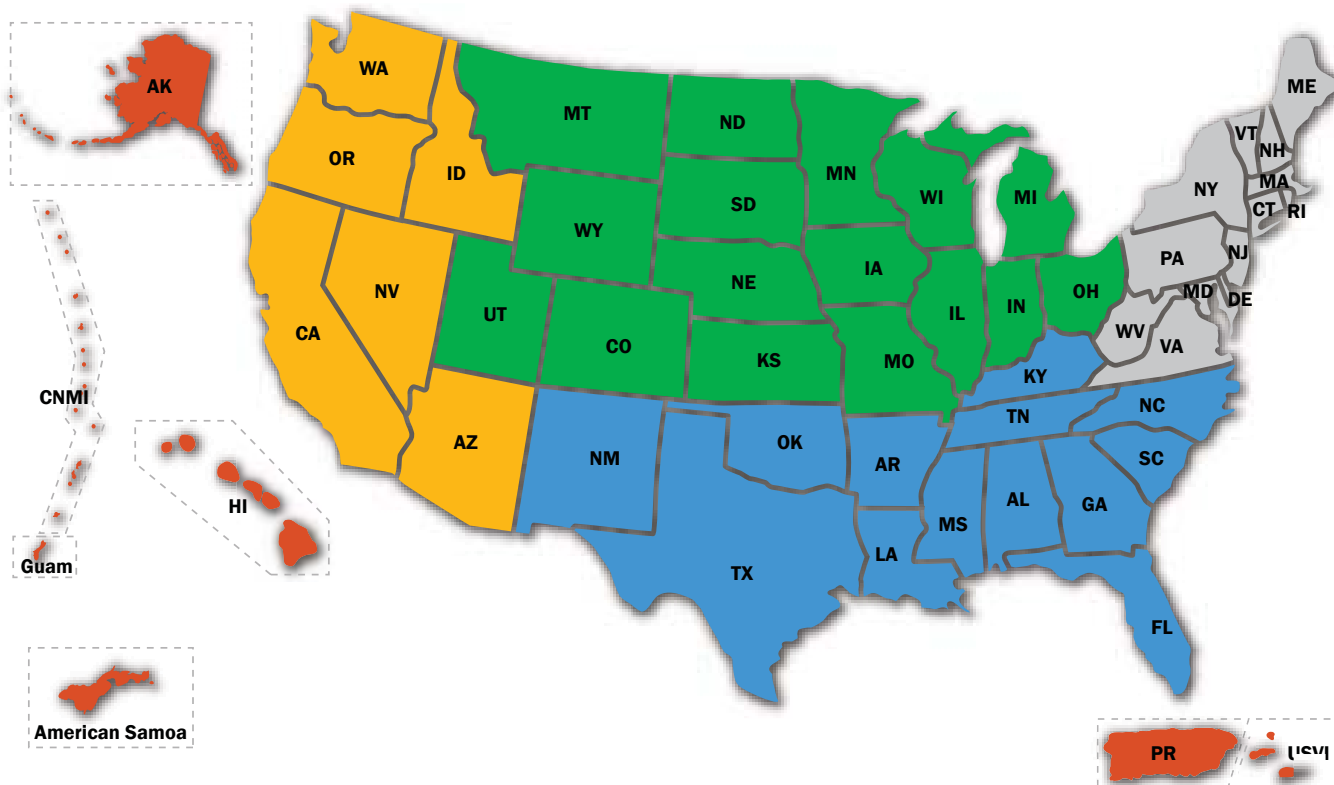 WA
AK
ME
MT
ND
VT
OR
NH
ID
MN
MA
NY
WI
MI
SD
CT
RI
WY
PA
NJ
IA
NE
NV
MD
DE
OH
UT
IL
IN
WV
CA
CO
VA
KS
MO
KY
CNMI
NC
TN
AZ
OK
NM
SC
AR
HI
AL
GA
MS
LA
Guam
TX
FL
American Samoa
PR
USVI